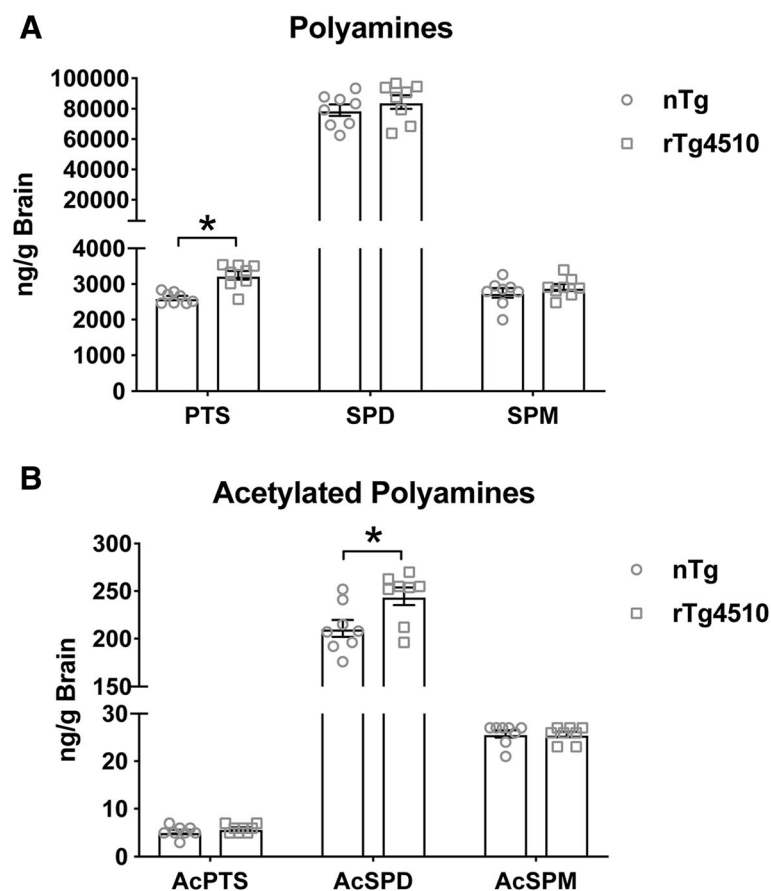 A
Polyamines
100000
80000
60000
40000
20000
4000
3000
2000
1000
0
ng/g Brain
*
nTg
rTg4510
PTS SPD SPM
B
Acetylated Polyamines
300
250
200
150
30
20
10
0
ng/g Brain
*
nTg
rTg4510
AcPTS AcSPD AcSPM